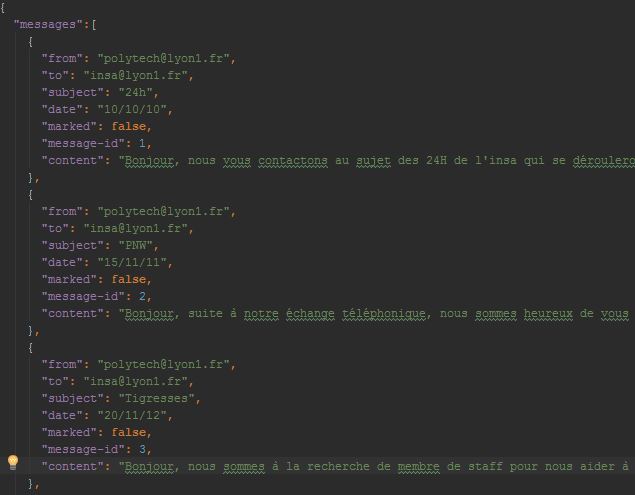 {
"messages":[
{
"from": "polytech@lyon1.fr",
"to": "insa@lyon1.fr",
"subject": "24h",
"date": "10/10/10",
"marked": false,
"message-id": 1,
"content": "Bonjour, nous vous contactons au sujet des 24H de l'insa qui se déroulero
},
{
"from": "polytech@lyon1.fr",
"to": "insa@lyon1.fr",
"subject": "PNW",
"date": "15/11/11",
"marked": false,
"message-id": 2,
"content": "Bonjour, suite à notre échange téléphonique, nous sommes heureux de vous
},
{
"from": "polytech@lyon1.fr",
"to": "insa@lyon1.fr",
"subject": "Tigresses",
"date": "20/11/12",
"marked": false,
"message-id": 3,
"content": "Bonjour, nous sommes à la recherche de membre de staff pour nous aider à
},